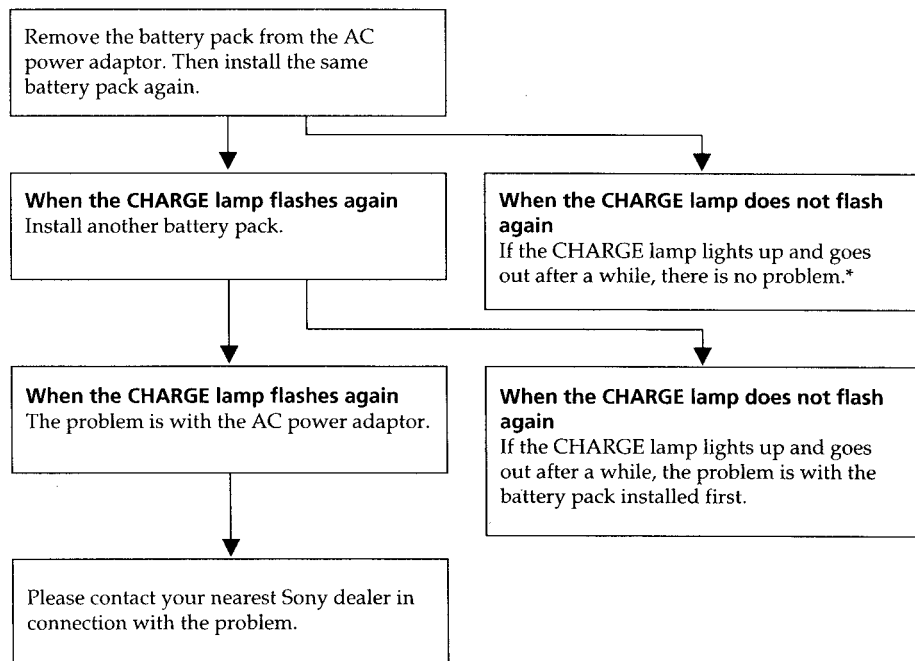 Remove the battery pack from the AC
power adaptor. Then install the same
battery pack again.
When the CHARGE lamp flashes again
Install another battery pack.
When the CHARGE lamp does not flash
again
If the CHARGE lamp lights up and goes
out after a while, there is no problem.*
When the CHARGE lamp flashes again
The problem is with the AC power adaptor.
When the CHARGE lamp does not flash
again
If the CHARGE lamp lights up and goes
out after a while, the problem is with the
battery pack installed first.
Please contact your nearest Sony dealer in
connection with the problem.